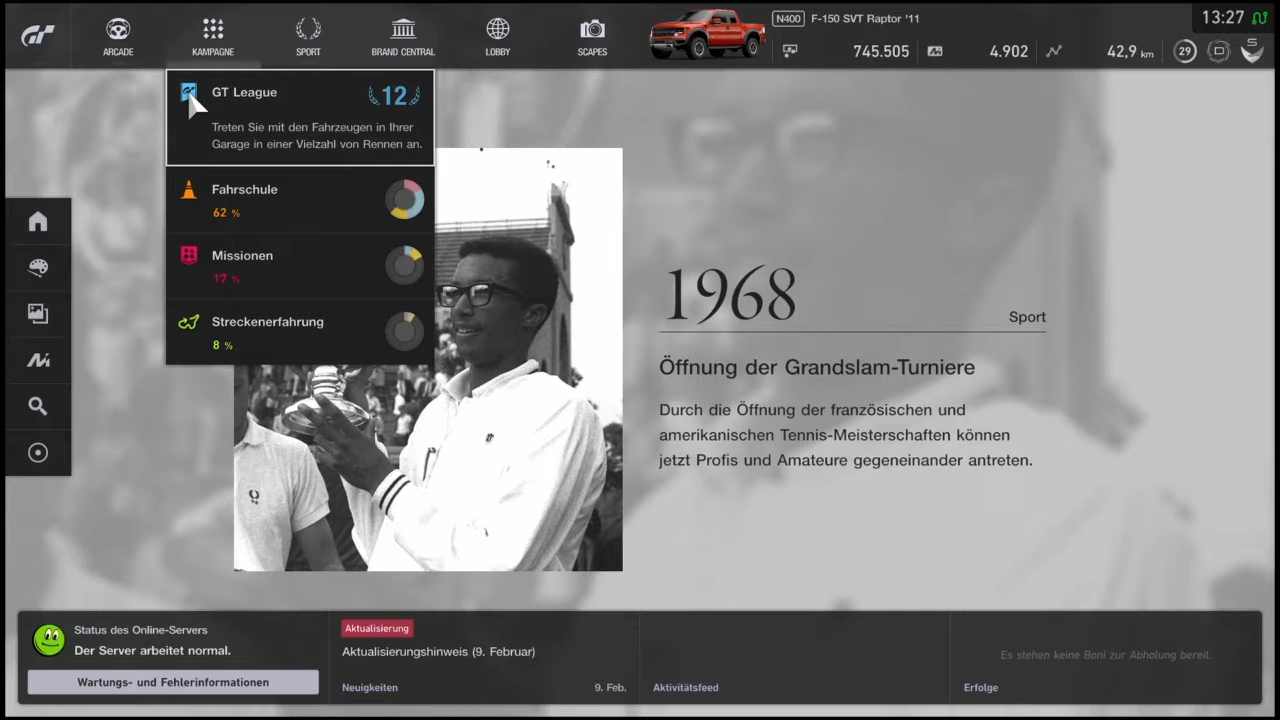 13:27
ARCADE
KAMPAGNE
SPORT
BRAND CENTRAL
LOBBY
SCAPES
N400 F-150 SVT Raptor '11
745.505
4.902
42,9 km
29
S
GT League
12
Treten Sie mit den Fahrzeugen in Ihrer
Garage in einer Vielzahl von Rennen an.
Fahrschule
62 %
Missionen
17 %
Streckenerfahrung
8 %
1968
Sport
Öffnung der Grandslam-Turniere
Durch die Öffnung der französischen und
amerikanischen Tennis-Meisterschaften können
jetzt Profis und Amateure gegeneinander antreten.
Status des Online-Servers
Der Server arbeitet normal.
Wartungs- und Fehlerinformationen
Aktualisierung
Aktualisierungshinweis (9. Februar)
Neuigkeiten
9. Feb.
Aktivitätsfeed
Es stehen keine Boni zur Abholung bereit.
Erfolge